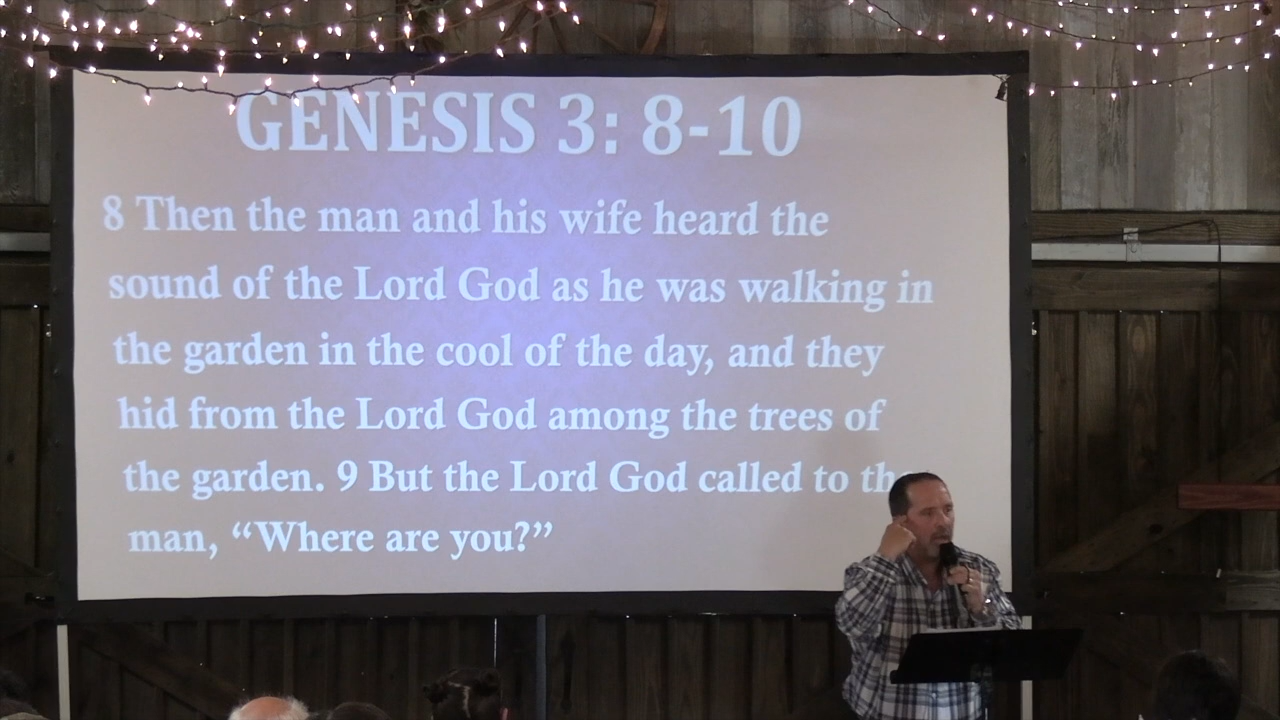 GENESIS 3: 8-10
8 Then the man and his wife heard the
sound of the Lord God as he was walking in
the garden in the cool of the day, and they
hid from the Lord God among the trees of
the garden. 9 But the Lord God called to the
man, “Where are you?”